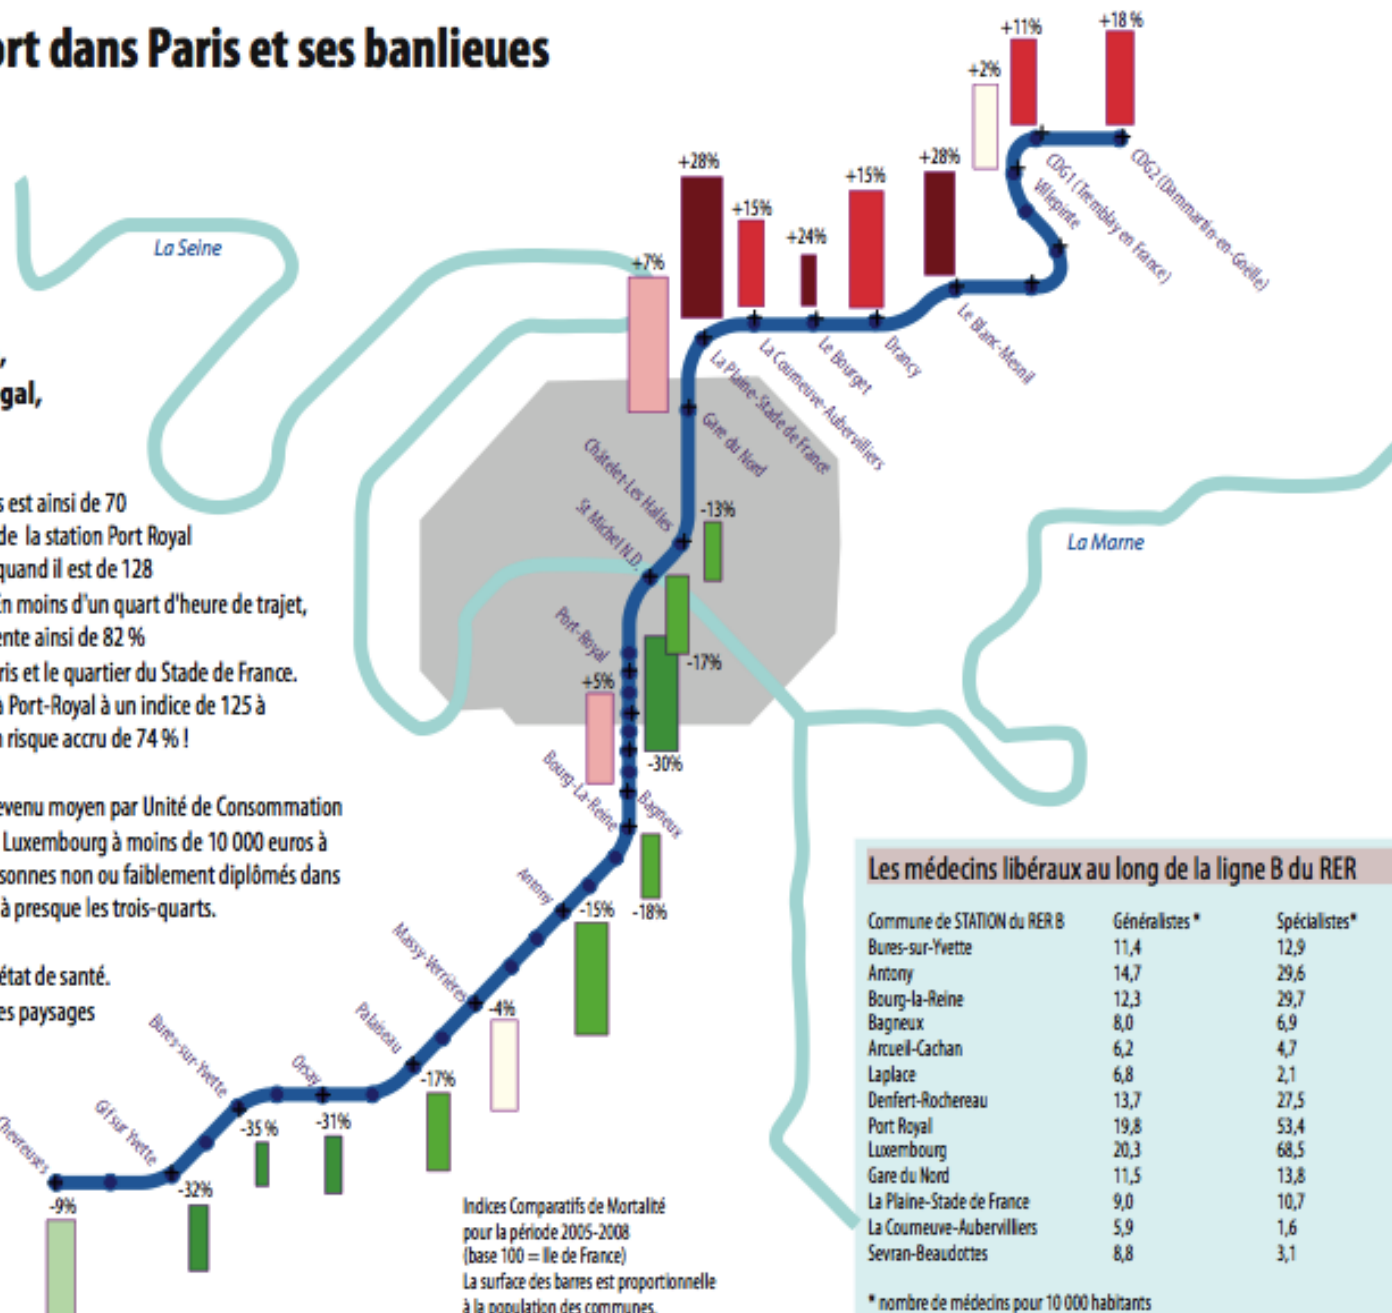 ort dans Paris et ses banlieues
+11%
+18 %
+2%
+28%
+28%
+15%
+15%
+24%
+7%
La Seine
CDG1 (Tremblay en France)
CDG2 (Dammartin-en-Goëlle)
Villepinte
Le Blanc-Mesnil
Drancy
Le Bourget
La Courneuve-Aubervilliers
La Plaine-Stade de France
Gare du Nord
Châtelet-Les Halles
St Michel N.D.
-13%
La Marne
Port-Royal
-17%
+5%
-30%
Bourg-La-Reine
Bagneux
Antony
-15%
-18%
Massy-Verrières
-4%
Palaiseau
-17%
Orsay
-31%
Bures-sur-Yvette
-35 %
Gif sur Yvette
-32%
Chevreuses
-9%
,
gal,
s est ainsi de 70
de la station Port Royal
quand il est de 128
En moins d'un quart d'heure de trajet,
ente ainsi de 82 %
ris et le quartier du Stade de France.
à Port-Royal à un indice de 125 à
n risque accru de 74 % !
evenu moyen par Unité de Consommation
Luxembourg à moins de 10 000 euros à
sonnes non ou faiblement diplômés dans
à presque les trois-quarts.
état de santé.
es paysages
Indices Comparatifs de Mortalité
pour la période 2005-2008
(base 100 = Ile de France)
La surface des barres est proportionnelle
à la population des communes.
Les médecins libéraux au long de la ligne B du RER
Commune de STATION du RER B Généralistes * Spécialistes*
Bures-sur-Yvette 11,4 12,9
Antony 14,7 29,6
Bourg-la-Reine 12,3 29,7
Bagneux 8,0 6,9
Arcueil-Cachan 6,2 4,7
Laplace 6,8 2,1
Denfert-Rochereau 13,7 27,5
Port Royal 19,8 53,4
Luxembourg 20,3 68,5
Gare du Nord 11,5 13,8
La Plaine-Stade de France 9,0 10,7
La Courneuve-Aubervilliers 5,9 1,6
Sevran-Beaudottes 8,8 3,1
* nombre de médecins pour 10 000 habitants